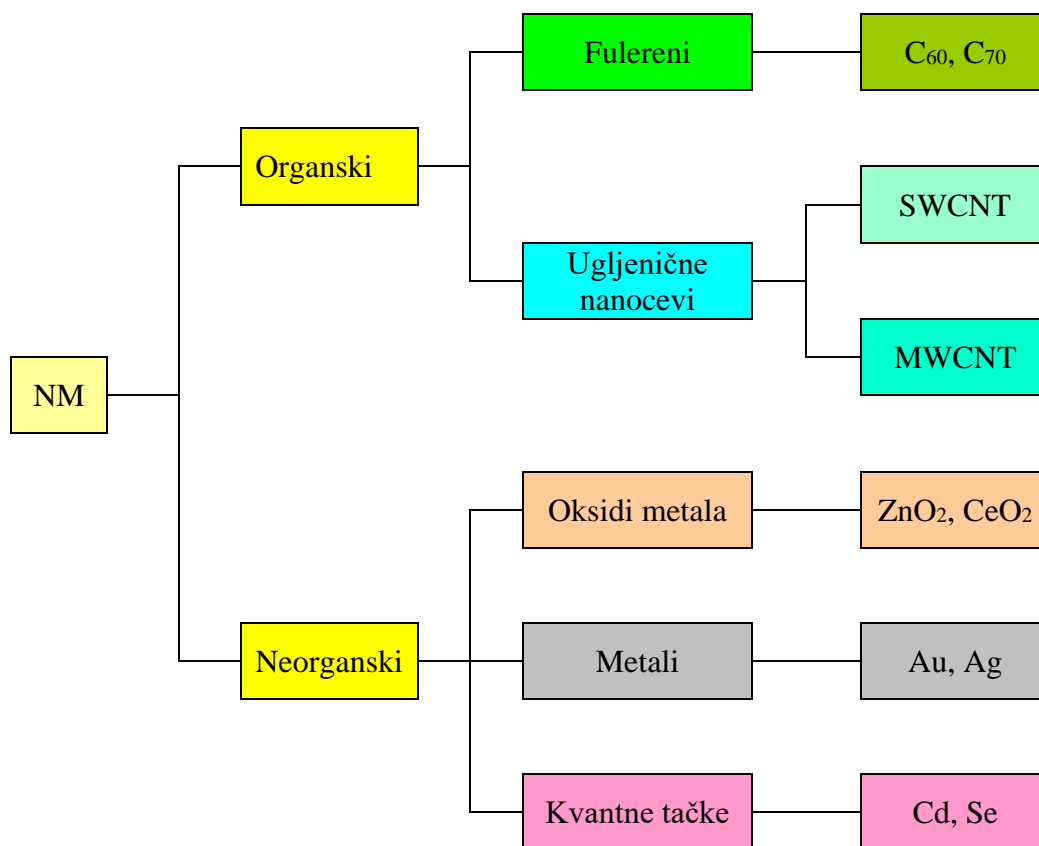 Fulereni
C₆₀, C₇₀
Organski
SWCNT
Ugljenične
nanocevi
MWCNT
NM
Oksidi metala
ZnO₂, CeO₂
Neorganski
Metali
Au, Ag
Kvantne tačke
Cd, Se